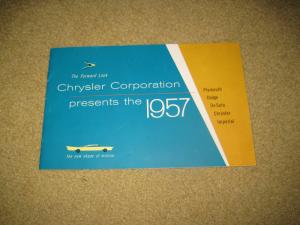 The Forward Look
Chrysler Corporation
presents the 1957
Plymouth
Dodge
De Soto
Chrysler
Imperial
the new shape of motion